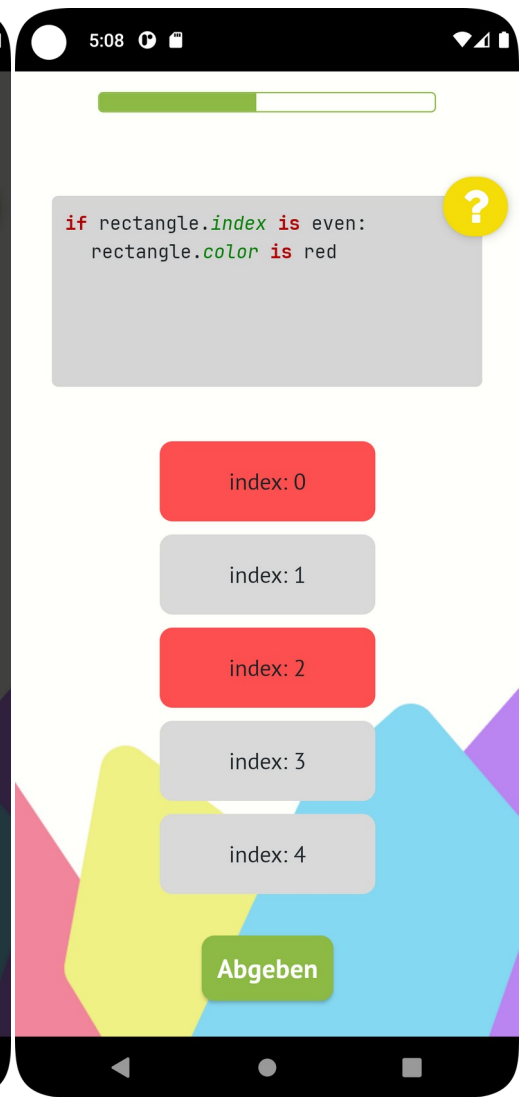 5:08
?
if rectangle.index is even:
rectangle.color is red
index: 0
index: 1
index: 2
index: 3
index: 4
Abgeben